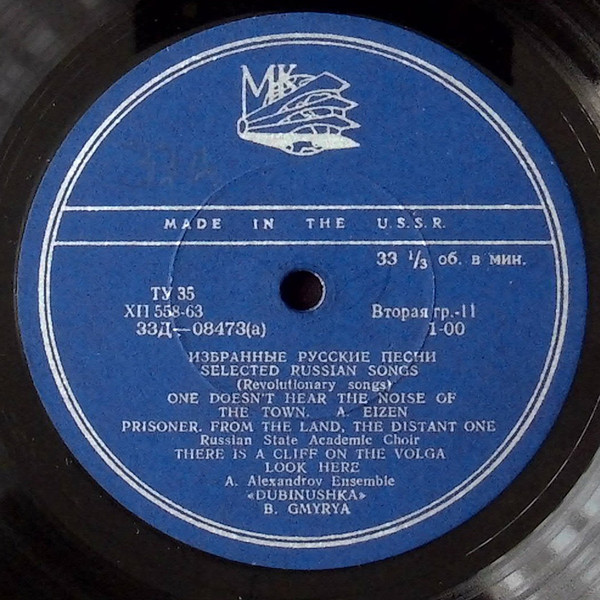 МК
MADE IN THE U.S.S.R.
33 ⅓ об. в мин.
ТУ 35
ХП 558-63 Вторая гр.-11
33Д—08473(а) 1-00
ИЗБРАННЫЕ РУССКИЕ ПЕСНИ
SELECTED RUSSIAN SONGS
(Revolutionary songs)
ONE DOESN'T HEAR THE NOISE OF
THE TOWN. A. EIZEN
PRISONER. FROM THE LAND, THE DISTANT ONE
Russian State Academic Choir
THERE IS A CLIFF ON THE VOLGA
LOOK HERE
A. Alexandrov Ensemble
«DUBINUSHKA»
B. GMYRYA